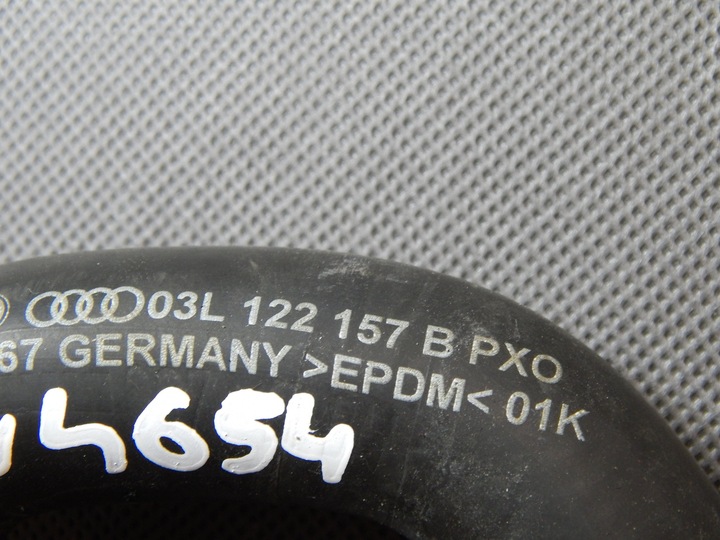 03L 122 157 B PXO
67 GERMANY >EPDM< 01K
4654